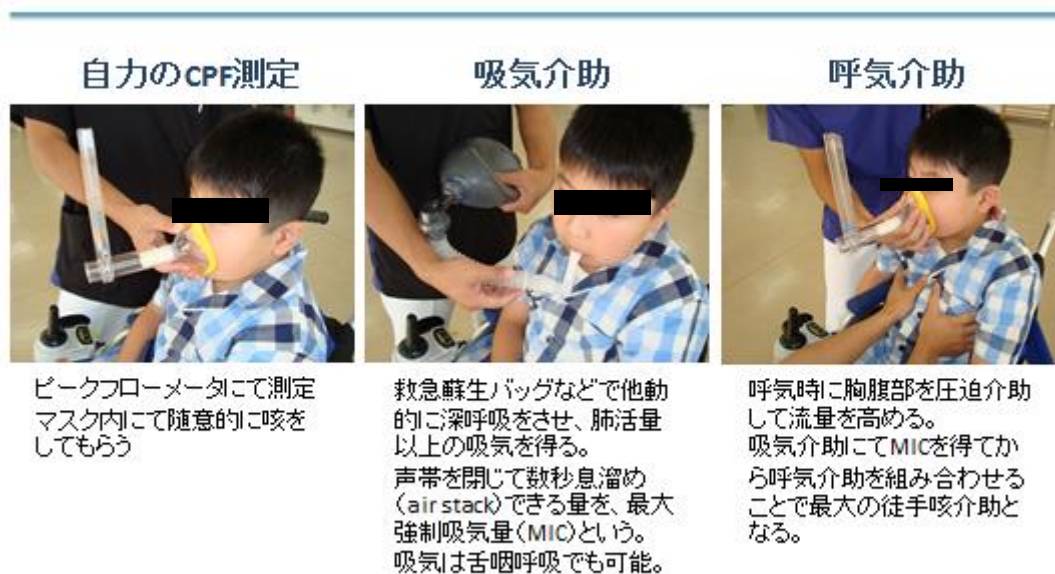 自力のCPF測定
吸気介助
呼気介助
ピークフローメータにて測定
マスク内にて随意的に咳を
してもらう
救急蘇生バッグなどで他動
的に深呼吸をさせ、肺活量
以上の吸気を得る。
声帯を閉じて数秒息溜め
(air stack)できる量を、最大
強制吸気量(MIC)という。
吸気は舌咽呼吸でも可能。
呼気時に胸腹部を圧迫介助
して流量を高める。
吸気介助にてMICを得てか
ら呼気介助を組み合わせる
ことで最大の徒手咳介助と
なる。